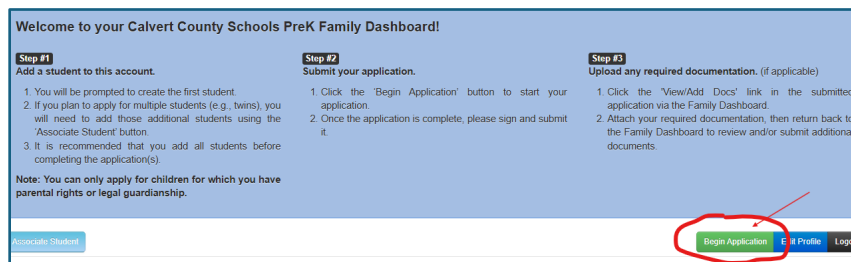 Welcome to your Calvert County Schools PreK Family Dashboard!
Step #1
Add a student to this account.
1. You will be prompted to create the first student.
2. If you plan to apply for multiple students (e.g., twins), you
will need to add those additional students using the
'Associate Student' button.
3. It is recommended that you add all students before
completing the application(s).
Note: You can only apply for children for which you have
parental rights or legal guardianship.
Step #2
Submit your application.
1. Click the 'Begin Application' button to start your
application.
2. Once the application is complete, please sign and submit
it.
Step #3
Upload any required documentation. (if applicable)
1. Click the 'View/Add Docs' link in the submitted
application via the Family Dashboard.
2. Attach your required documentation, then return back to
the Family Dashboard to review and/or submit additional
documents.
Associate Student
Begin Application
Edit Profile
Logo